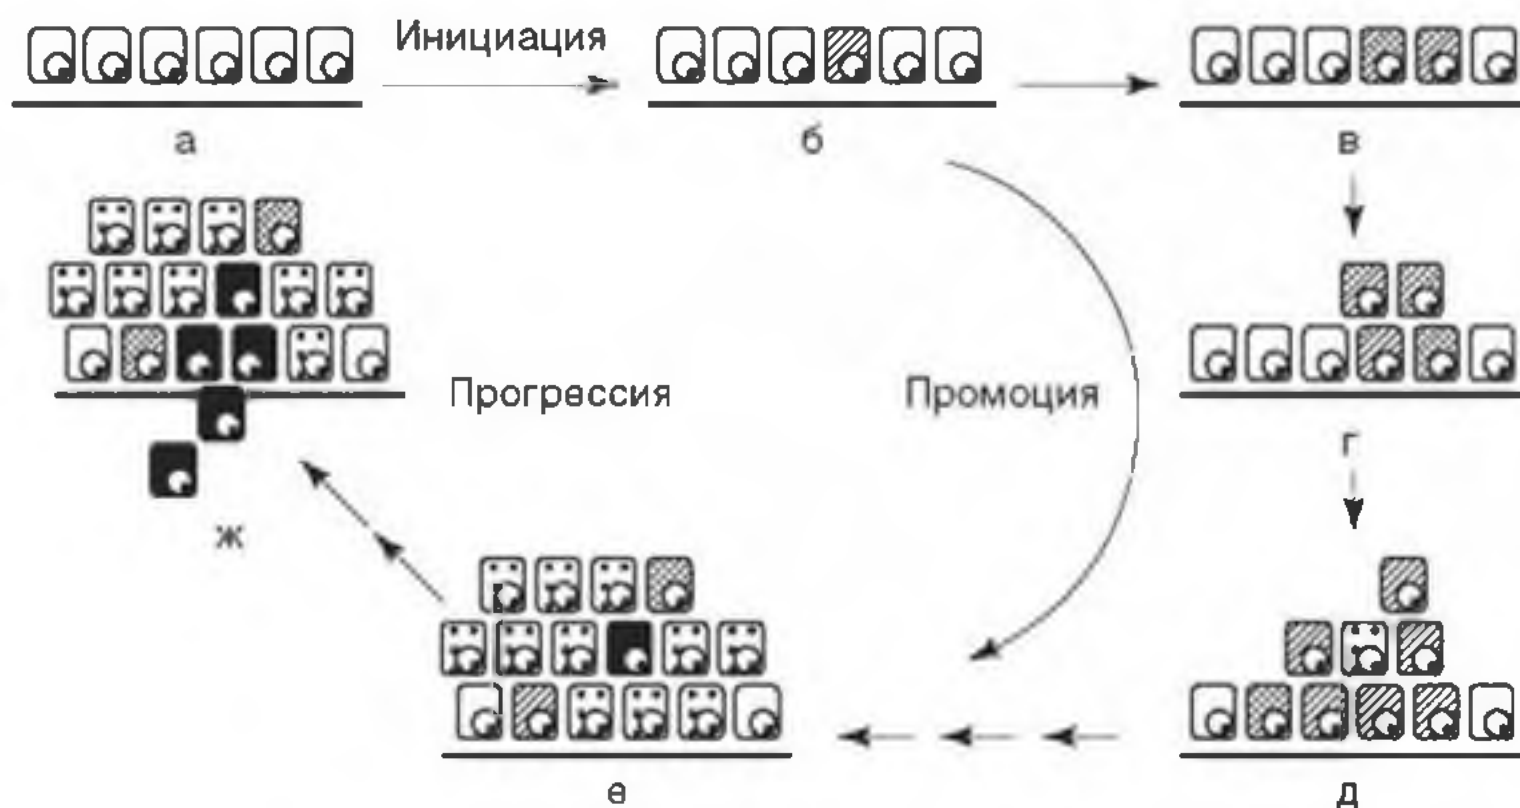 Инициация
а
б
в
Прогрессия
Промоция
г
ж
е
д